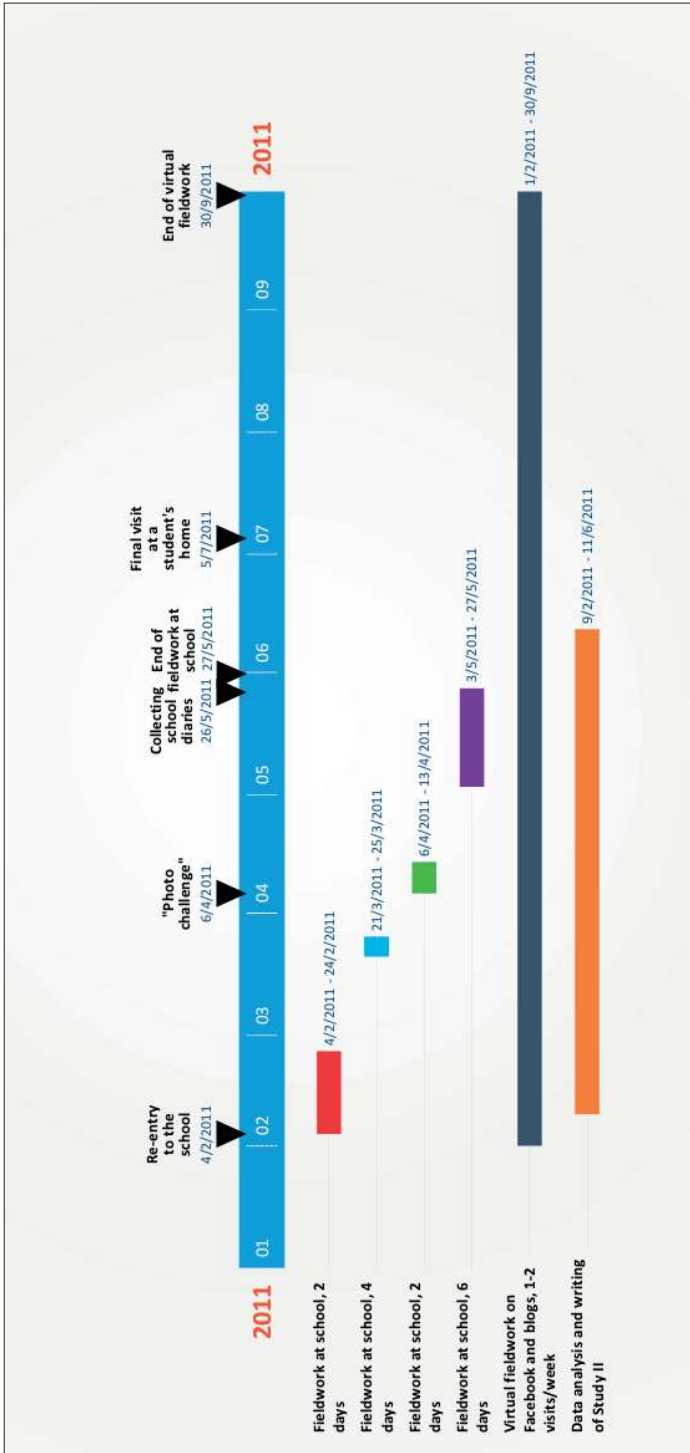 Re-entry
to the
school
4/2/2011
"Photo
challenge"
6/4/2011
Collecting
school
diaries
26/5/2011
End of
fieldwork at
school
27/5/2011
Final visit
at a
student's
home
5/7/2011
End of virtual
fieldwork
30/9/2011
2011
01
02
03
04
05
06
07
08
09
2011
Fieldwork at school, 2
days
4/2/2011 - 24/2/2011
Fieldwork at school, 4
days
21/3/2011 - 25/3/2011
Fieldwork at school, 2
days
6/4/2011 - 13/4/2011
Fieldwork at school, 6
days
3/5/2011 - 27/5/2011
Virtual fieldwork on
Facebook and blogs, 1-2
visits/week
1/2/2011 - 30/9/2011
Data analysis and writing
of Study II
9/2/2011 - 11/6/2011